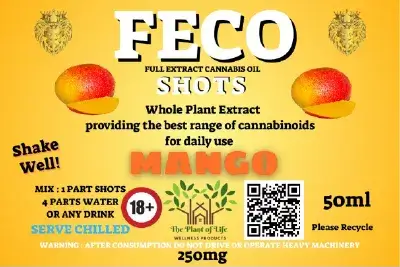 FECO
FULL EXTRACT CANNABIS OIL
SHOTS
Whole Plant Extract
providing the best range of cannabinoids
for daily use
MANGO
Shake
Well!
MIX : 1 PART SHOTS
4 PARTS WATER
OR ANY DRINK
SERVE CHILLED
18+
The Plant of Life
WELLNESS PRODUCTS
50ml
Please Recycle
WARNING : AFTER CONSUMPTION DO NOT DRIVE OR OPERATE HEAVY MACHINERY
250mg